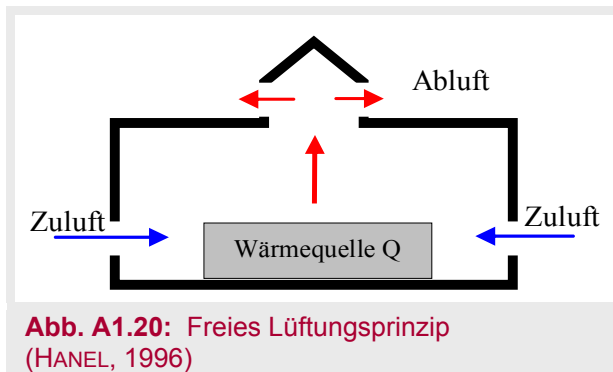 Abluft
Zuluft
Zuluft
Wärmequelle Q
Abb. A1.20: Freies Lüftungsprinzip
(HANEL, 1996)